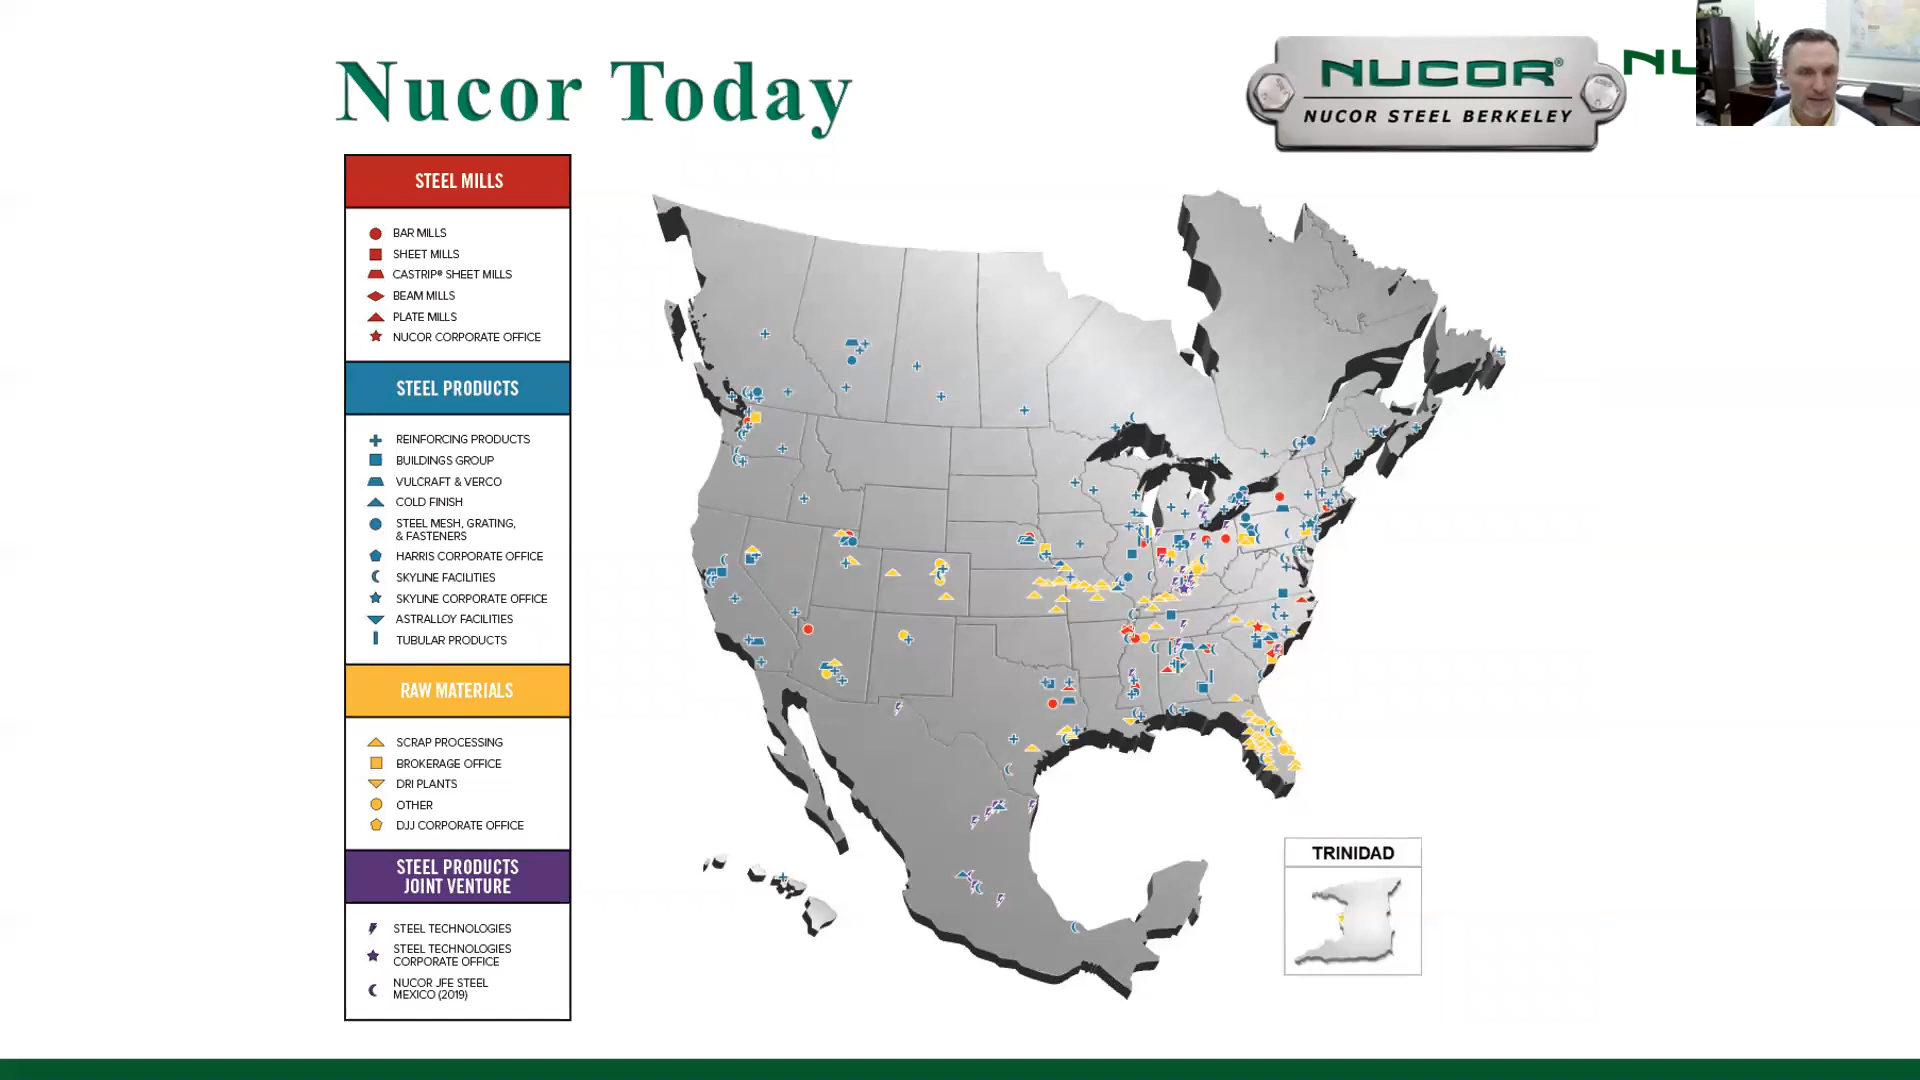 Nucor Today
NUCOR®
NUCOR STEEL BERKELEY
NU
STEEL MILLS
BAR MILLS
SHEET MILLS
CASTRIP® SHEET MILLS
BEAM MILLS
PLATE MILLS
NUCOR CORPORATE OFFICE
STEEL PRODUCTS
REINFORCING PRODUCTS
BUILDINGS GROUP
VULCRAFT & VERCO
COLD FINISH
STEEL MESH, GRATING,
& FASTENERS
HARRIS CORPORATE OFFICE
SKYLINE FACILITIES
SKYLINE CORPORATE OFFICE
ASTRALLOY FACILITIES
TUBULAR PRODUCTS
RAW MATERIALS
SCRAP PROCESSING
BROKERAGE OFFICE
DRI PLANTS
OTHER
DJJ CORPORATE OFFICE
STEEL PRODUCTS
JOINT VENTURE
STEEL TECHNOLOGIES
STEEL TECHNOLOGIES
CORPORATE OFFICE
NUCOR JFE STEEL
MEXICO (2019)
TRINIDAD